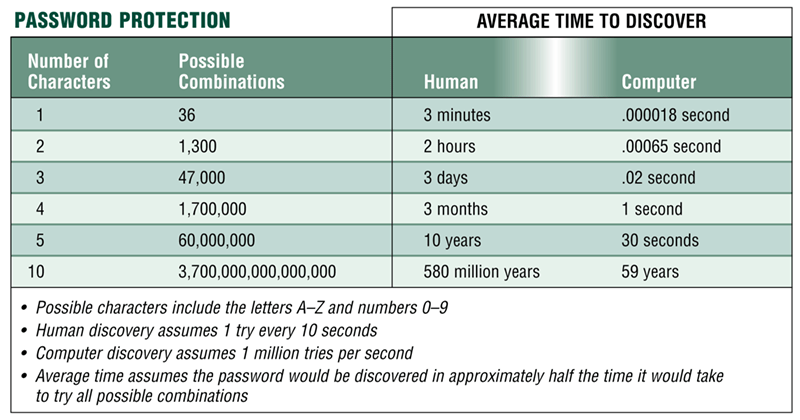 PASSWORD PROTECTION AVERAGE TIME TO DISCOVER
Number of Characters Possible Combinations Human Computer
1 36 3 minutes .000018 second
2 1,300 2 hours .00065 second
3 47,000 3 days .02 second
4 1,700,000 3 months 1 second
5 60,000,000 10 years 30 seconds
10 3,700,000,000,000,000 580 million years 59 years
• Possible characters include the letters A–Z and numbers 0–9
• Human discovery assumes 1 try every 10 seconds
• Computer discovery assumes 1 million tries per second
• Average time assumes the password would be discovered in approximately half the time it would take
to try all possible combinations